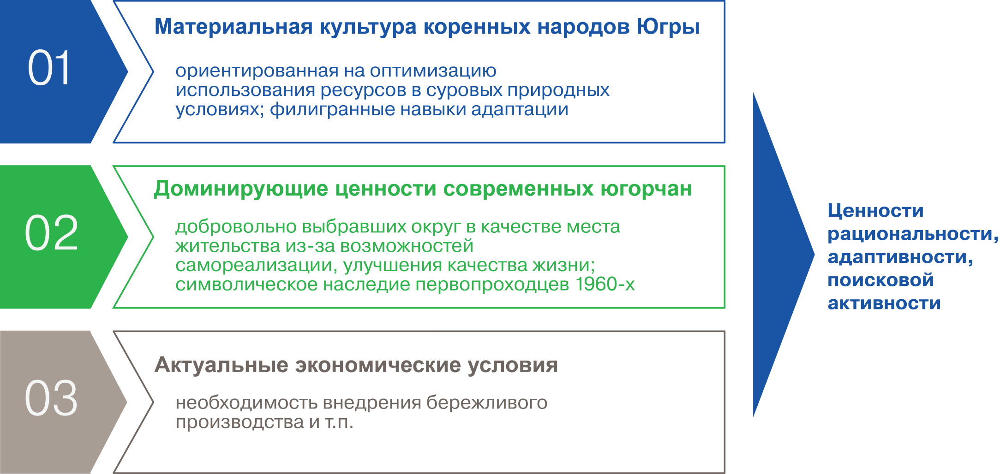 01
Материальная культура коренных народов Югры
ориентированная на оптимизацию
использования ресурсов в суровых природных
условиях; филигранные навыки адаптации
02
Доминирующие ценности современных югорчан
добровольно выбравших округ в качестве места
жительства из-за возможностей
самореализации, улучшения качества жизни;
символическое наследие первопроходцев 1960-х
03
Актуальные экономические условия
необходимость внедрения бережливого
производства и т.п.
Ценности
рациональности,
адаптивности,
поисковой
активности